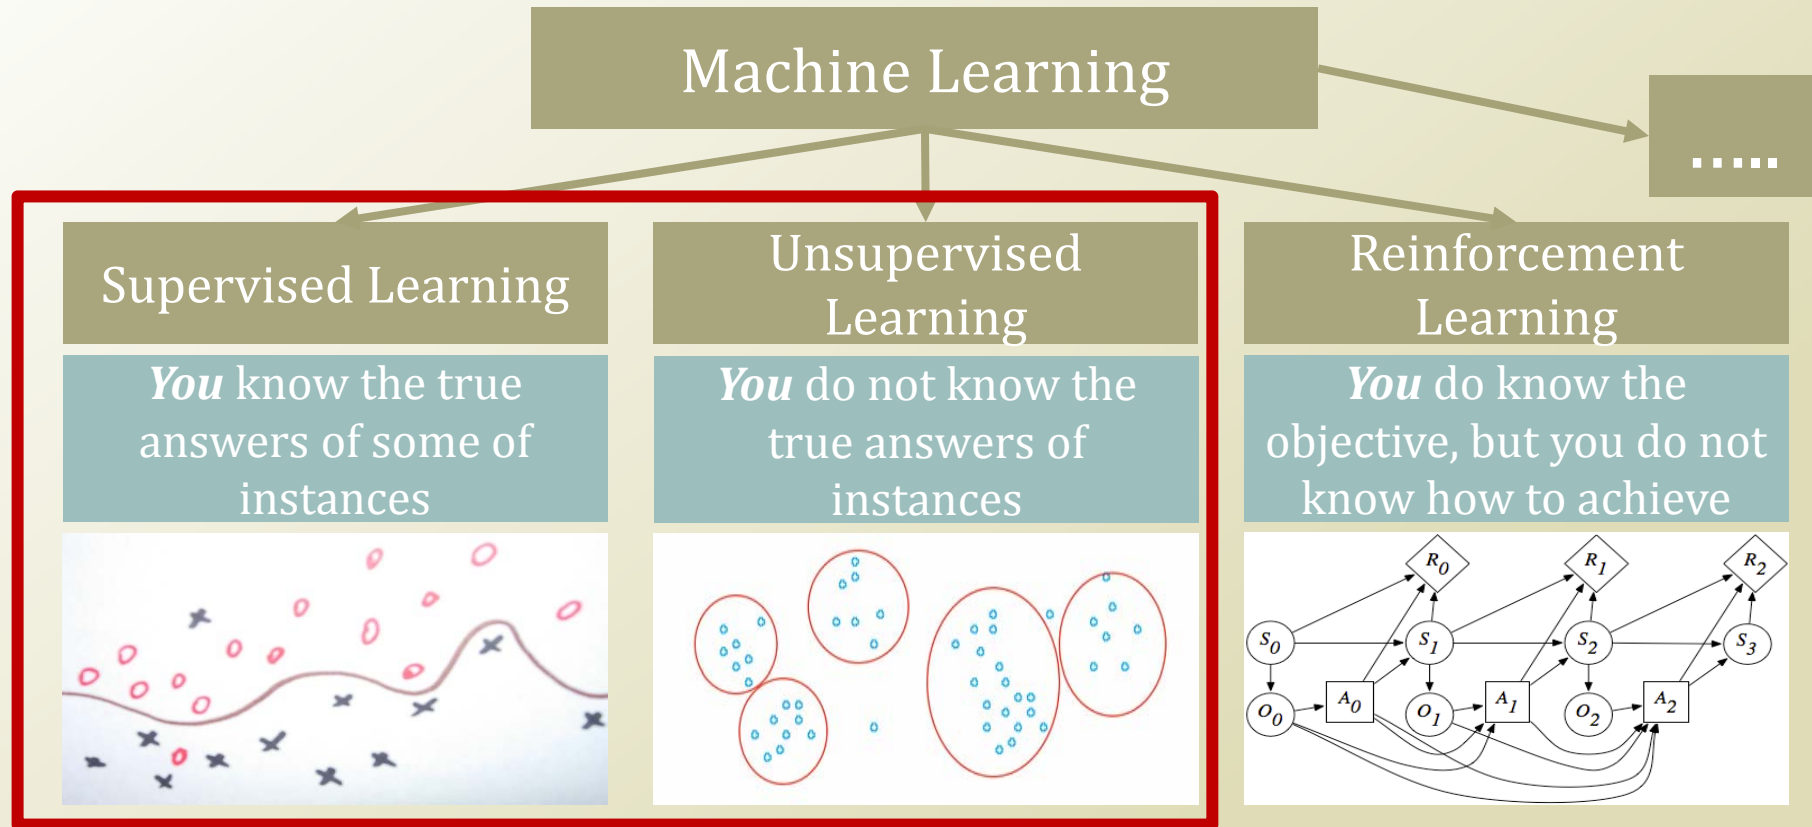 Machine Learning
.....
Supervised Learning
Unsupervised
Learning
Reinforcement
Learning
You know the true
answers of some of
instances
You do not know the
true answers of
instances
You do know the
objective, but you do not
know how to achieve
R0 R1 R2
S0 S1 S2 S3
O0 A0 O1 A1 O2 A2